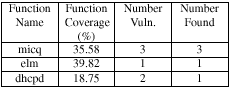 Function Function Number Number
Name Coverage Vuln. Found
(%)
micq 35.58 3 3
elm 39.82 1 1
dhcpd 18.75 2 1